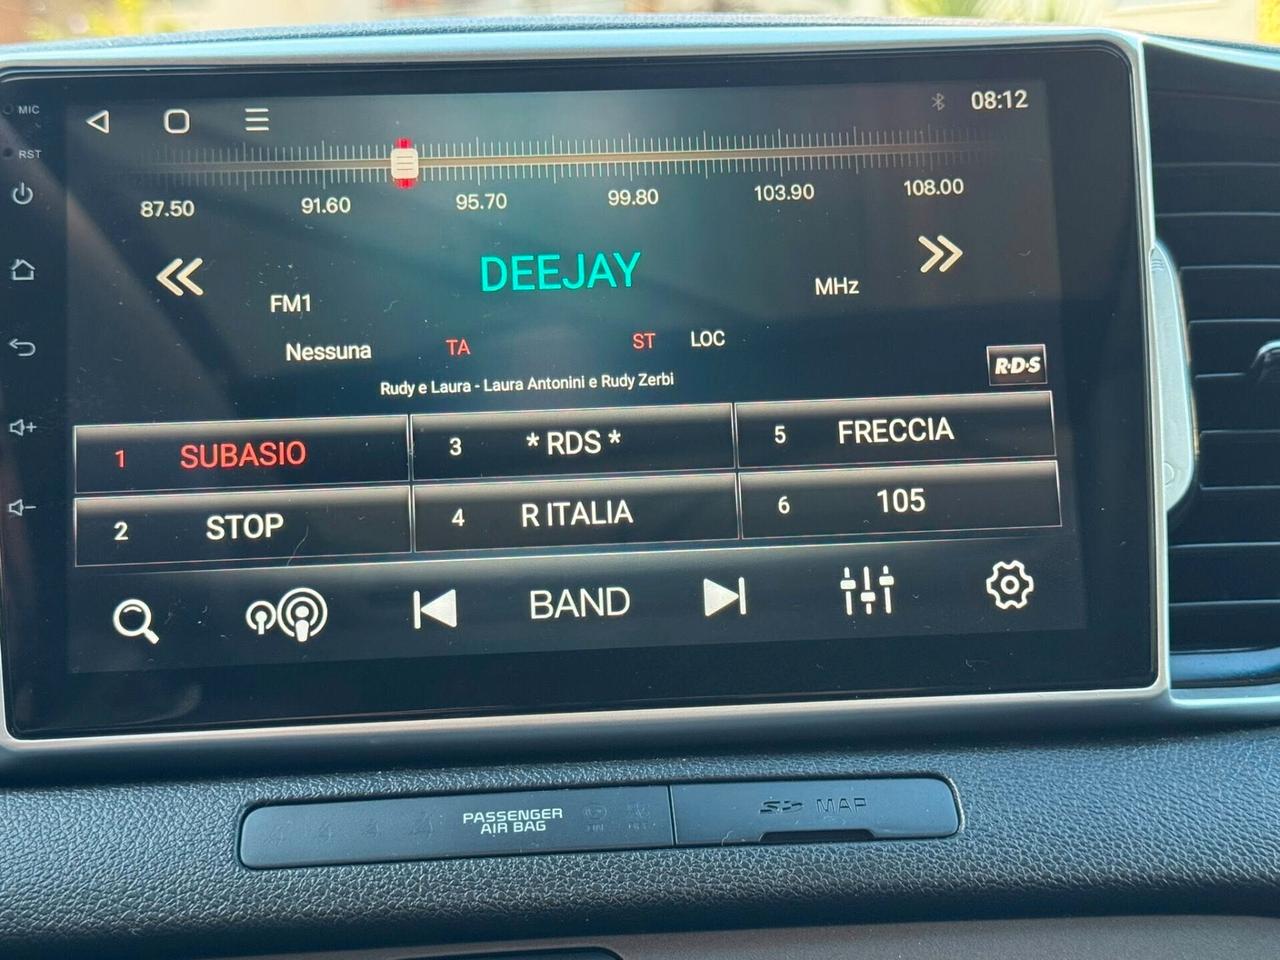 MIC
08:12
RST
87.50 91.60 95.70 99.80 103.90 108.00
DEEJAY
FM1 MHz
Nessuna TA ST LOC
Rudy e Laura - Laura Antonini e Rudy Zerbi
R·D·S
1 SUBASIO 3 * RDS * 5 FRECCIA
2 STOP 4 R ITALIA 6 105
BAND
PASSENGER
AIR BAG
SD MAP